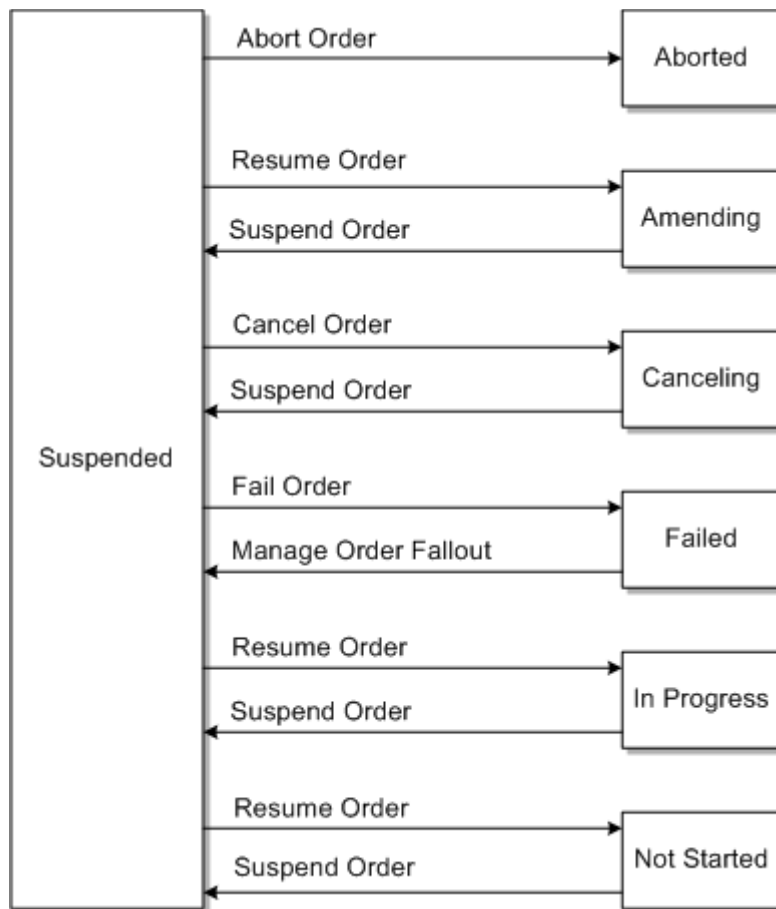 Abort Order
Aborted
Resume Order
Amending
Suspend Order
Cancel Order
Canceling
Suspend Order
Suspended
Fail Order
Failed
Manage Order Fallout
Resume Order
In Progress
Suspend Order
Resume Order
Not Started
Suspend Order